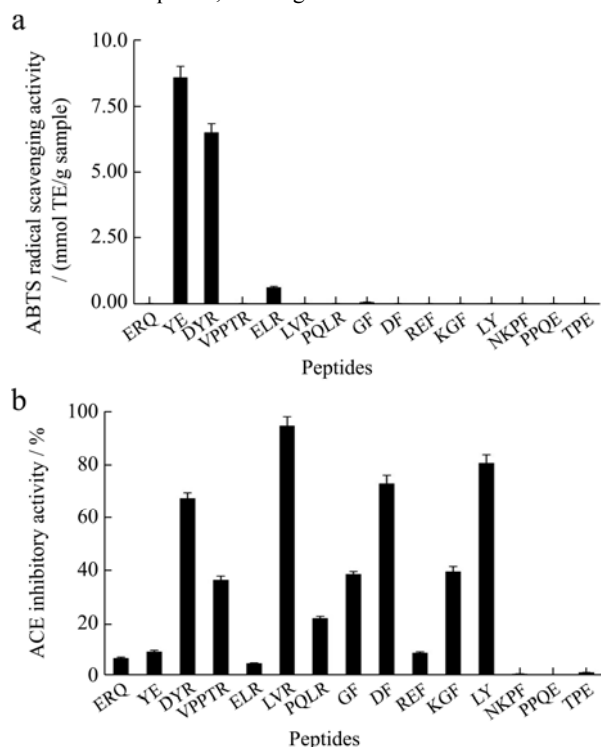 a
10.0
7.50
5.00
2.50
0.00
ABTS radical scavenging activity
/ (mmol TE/g sample)
ERQ YE DYR VPPTR ELR LVR PQLR GF DF REF KGF LY NKPF PPQE TPE
Peptides
b
100
80
60
40
20
0
ACE inhibitory activity / %
ERQ YE DYR VPPTR ELR LVR PQLR GF DF REF KGF LY NKPF PPQE TPE
Peptides